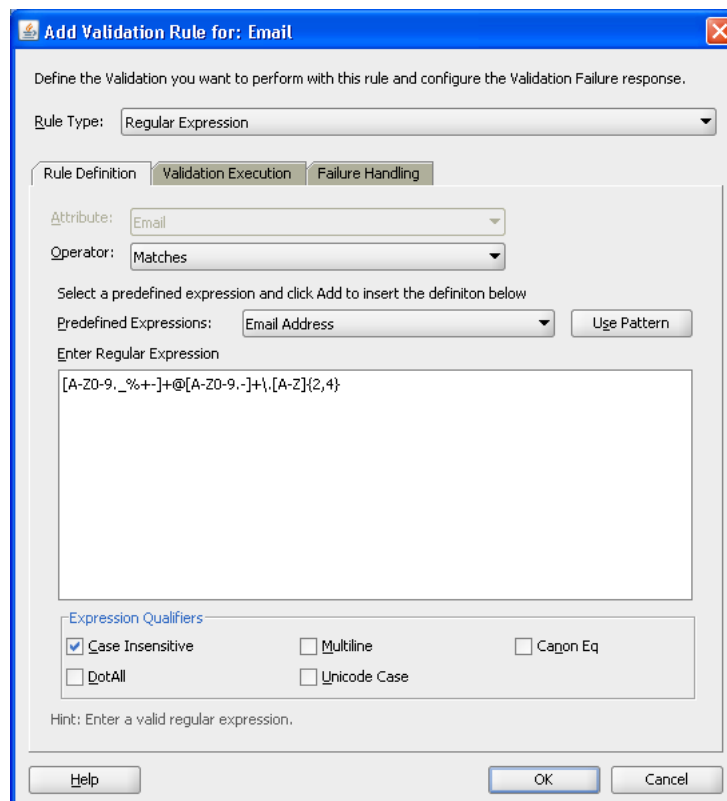 Add Validation Rule for: Email
Define the Validation you want to perform with this rule and configure the Validation Failure response.
Rule Type: Regular Expression
Rule Definition Validation Execution Failure Handling
Attribute: Email
Operator: Matches
Select a predefined expression and click Add to insert the definiton below
Predefined Expressions: Email Address Use Pattern
Enter Regular Expression
[A-Z0-9._%+-]+@[A-Z0-9.-]+\.[A-Z]{2,4}
Expression Qualifiers
Case Insensitive Multiline Canon Eq
DotAll Unicode Case
Hint: Enter a valid regular expression.
Help OK Cancel